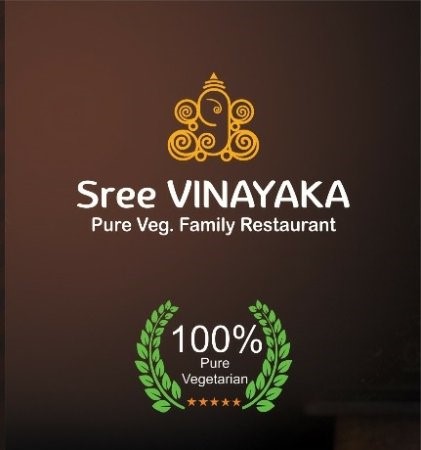 Sree VINAYAKA
Pure Veg. Family Restaurant
100%
Pure
Vegetarian